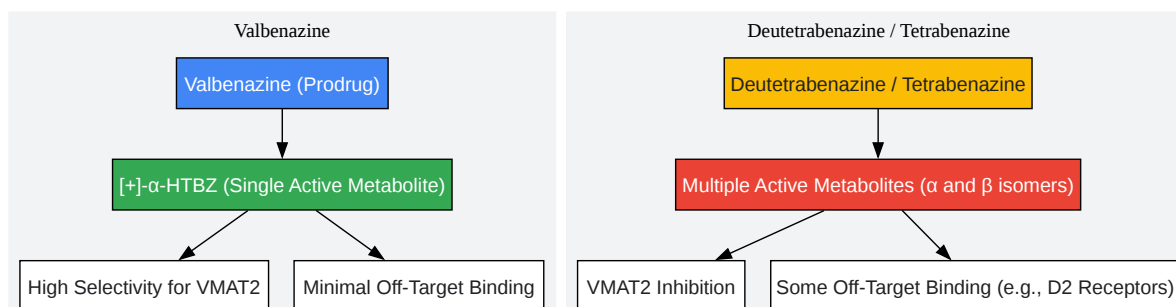 Valbenazine
Valbenazine (Prodrug)
[+]-α-HTBZ (Single Active Metabolite)
High Selectivity for VMAT2
Minimal Off-Target Binding
Deutetrabenazine / Tetrabenazine
Deutetrabenazine / Tetrabenazine
Multiple Active Metabolites (α and β isomers)
VMAT2 Inhibition
Some Off-Target Binding (e.g., D2 Receptors)